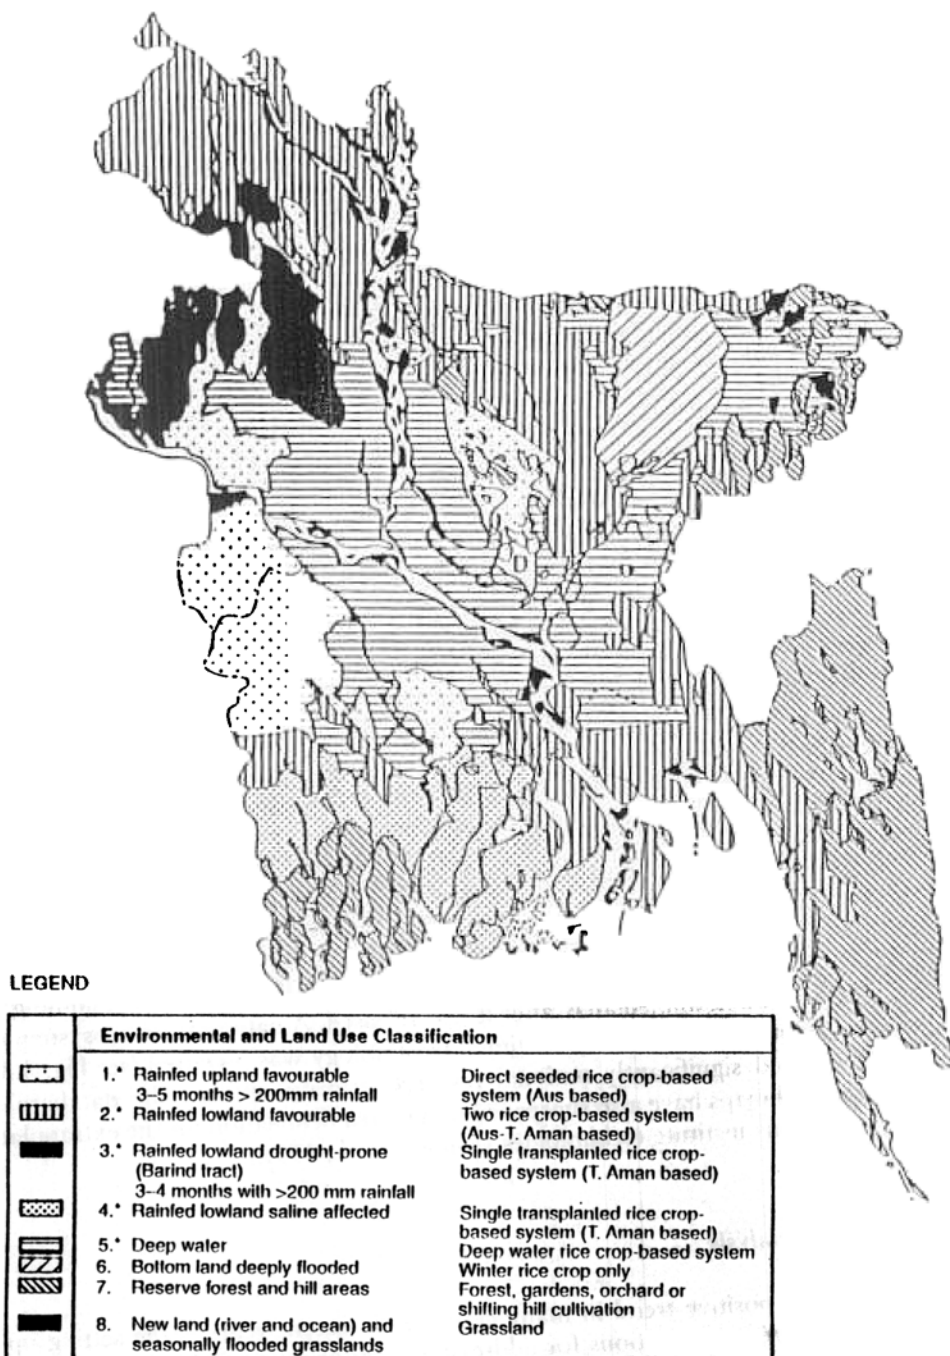 LEGEND
Environmental and Land Use Classification
1.* Rainfed upland favourable Direct seeded rice crop-based
3–5 months > 200mm rainfall system (Aus based)
2.* Rainfed lowland favourable Two rice crop-based system
(Aus-T. Aman based)
3.* Rainfed lowland drought-prone Single transplanted rice crop-
(Barind tract) based system (T. Aman based)
3–4 months with >200 mm rainfall
4.* Rainfed lowland saline affected Single transplanted rice crop-
based system (T. Aman based)
5.* Deep water Deep water rice crop-based system
6. Bottom land deeply flooded Winter rice crop only
7. Reserve forest and hill areas Forest, gardens, orchard or
shifting hill cultivation
8. New land (river and ocean) and Grassland
seasonally flooded grasslands